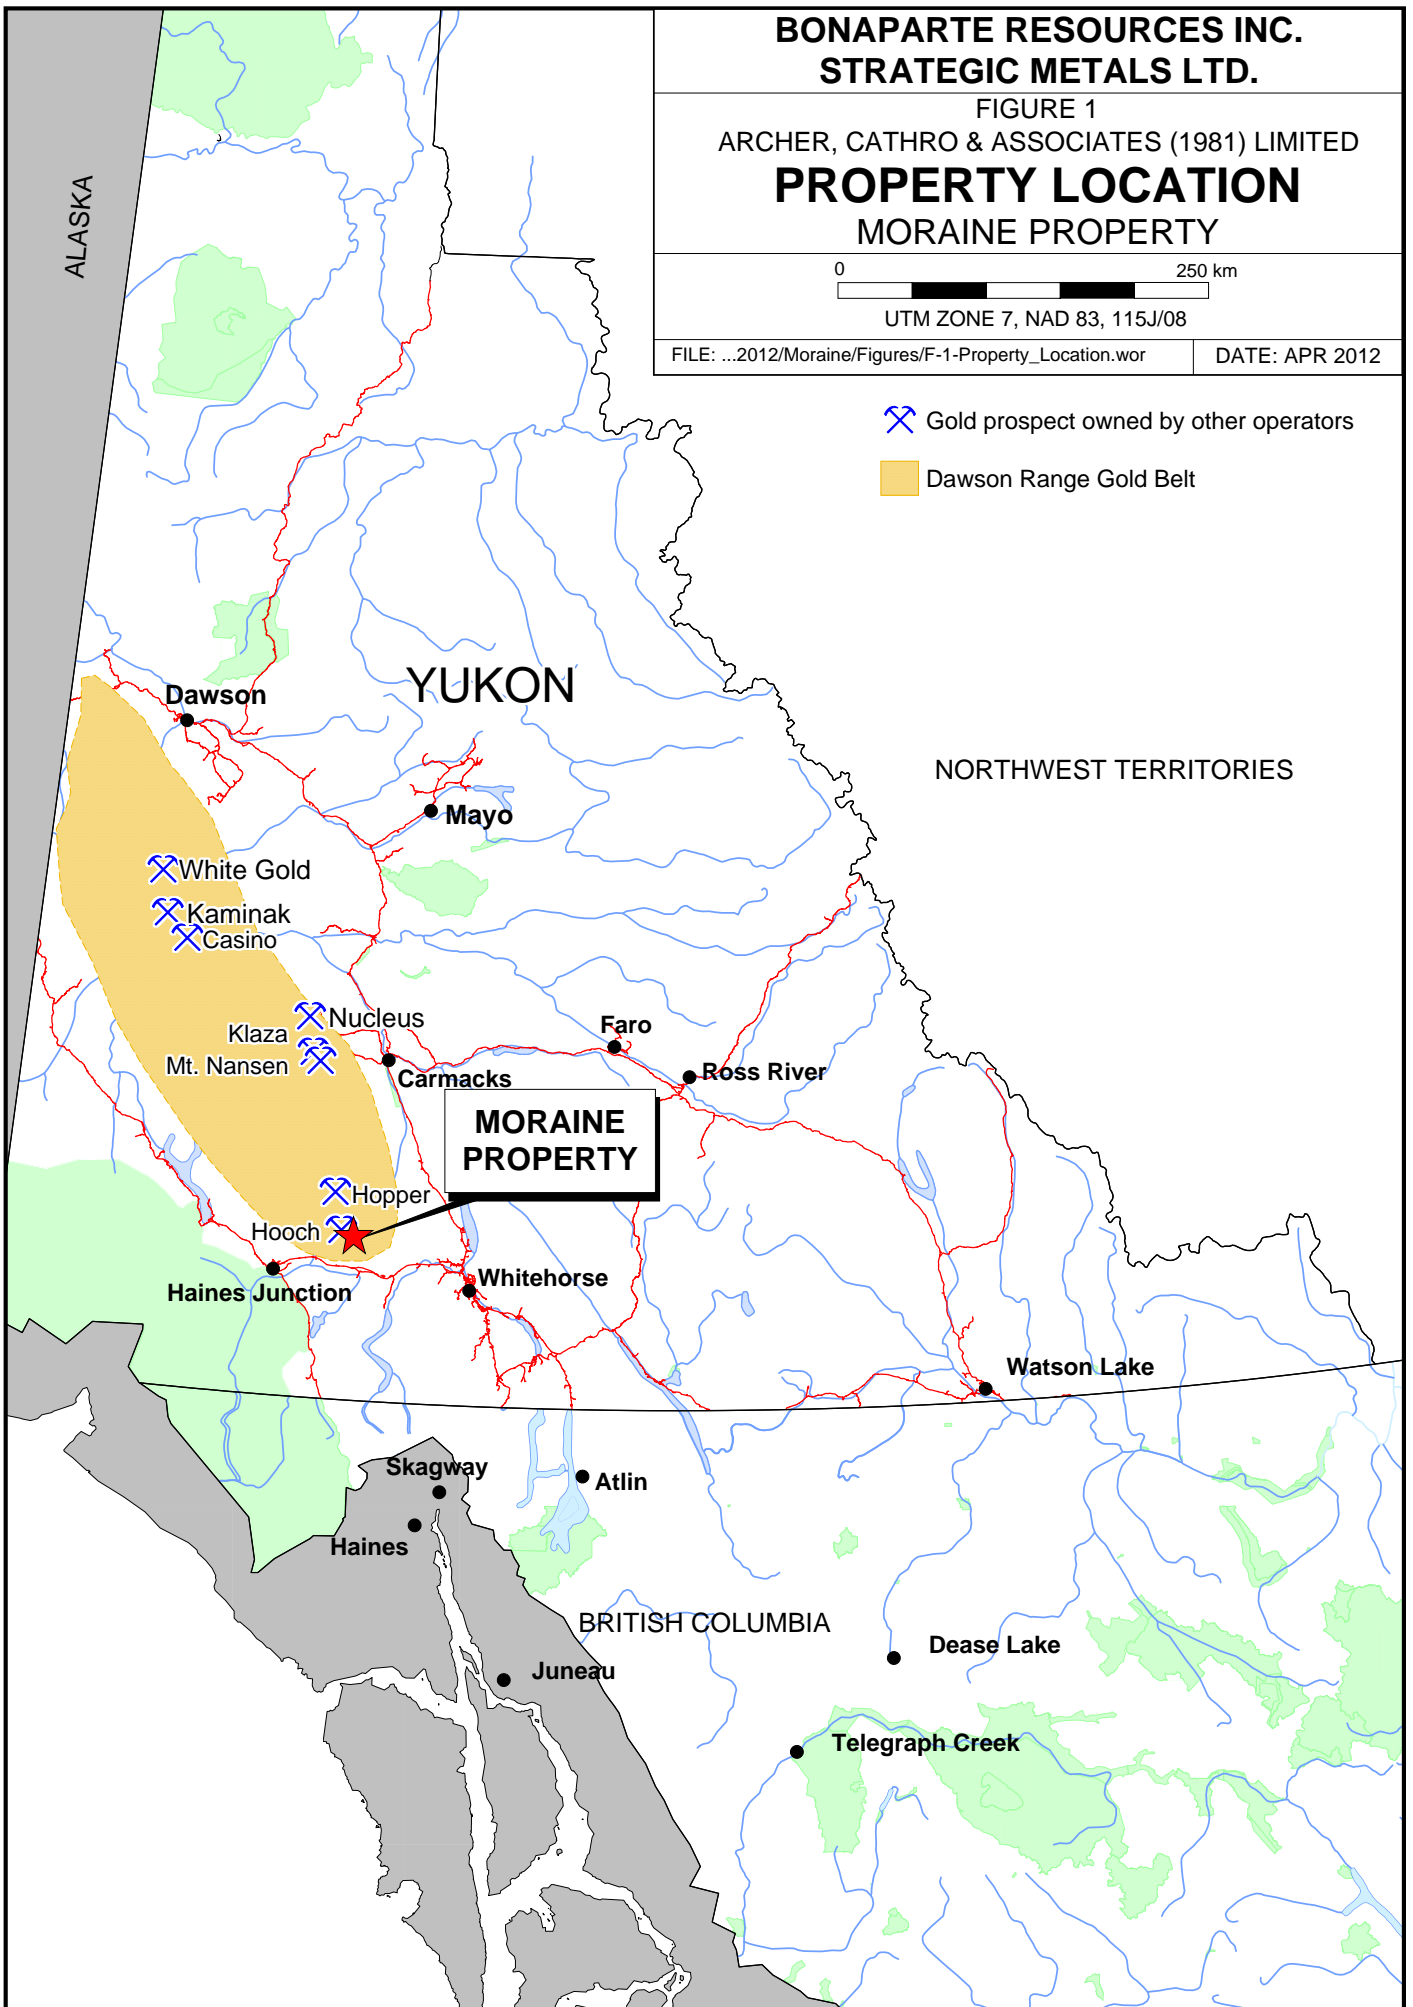 BONAPARTE RESOURCES INC.
STRATEGIC METALS LTD.
FIGURE 1
ARCHER, CATHRO & ASSOCIATES (1981) LIMITED
PROPERTY LOCATION
MORAINE PROPERTY
0 250 km
UTM ZONE 7, NAD 83, 115J/08
FILE: ...2012/Moraine/Figures/F-1-Property_Location.wor
DATE: APR 2012
Gold prospect owned by other operators
Dawson Range Gold Belt
ALASKA
YUKON
Dawson
NORTHWEST TERRITORIES
Mayo
White Gold
Kaminak
Casino
Nucleus
Klaza
Mt. Nansen
Faro
Ross River
Carmacks
MORAINE
PROPERTY
Hopper
Hooch
Haines Junction
Whitehorse
Watson Lake
Skagway
Atlin
Haines
BRITISH COLUMBIA
Dease Lake
Juneau
Telegraph Creek